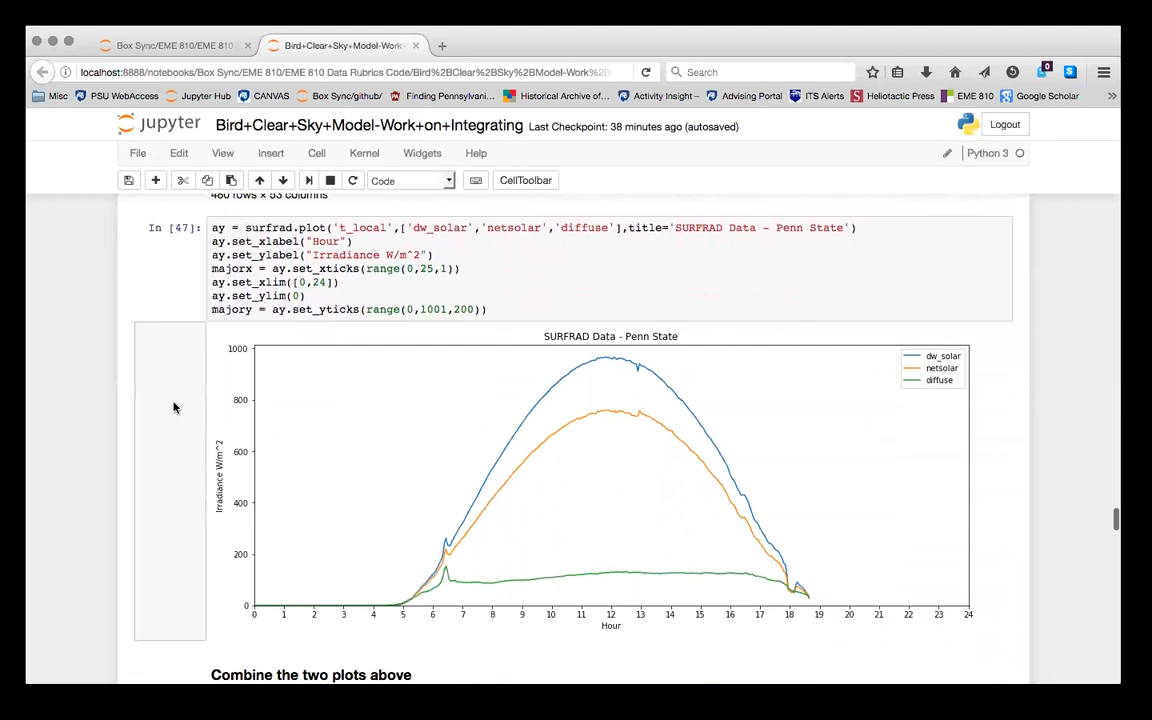 Box Sync/EME 810/EME 810 Bird+Clear+Sky+Model-Work
localhost:8888/notebooks/Box Sync/EME 810/EME 810 Data Rubrics Code/Bird%2BClear%2BSky%2BModel-Work%2B Search 0
Misc PSU WebAccess Jupyter Hub CANVAS Box Sync/github/ Finding Pennsylvani... Historical Archive of... Activity Insight – Advising Portal ITS Alerts Heliotactic Press EME 810 Google Scholar
jupyter Bird+Clear+Sky+Model-Work+on+Integrating Last Checkpoint: 38 minutes ago (autosaved) Logout
File Edit View Insert Cell Kernel Widgets Help Python 3
Code CellToolbar
480 rows × 53 columns
In [47]: ay = surfrad.plot('t_local',['dw_solar','netsolar','diffuse'],title='SURFRAD Data - Penn State')
ay.set_xlabel("Hour")
ay.set_ylabel("Irradiance W/m^2")
majorx = ay.set_xticks(range(0,25,1))
ay.set_xlim([0,24])
ay.set_ylim(0)
majory = ay.set_yticks(range(0,1001,200))
SURFRAD Data - Penn State
dw_solar
netsolar
diffuse
Irradiance W/m^2
1000
800
600
400
200
0
0 1 2 3 4 5 6 7 8 9 10 11 12 13 14 15 16 17 18 19 20 21 22 23 24
Hour
Combine the two plots above